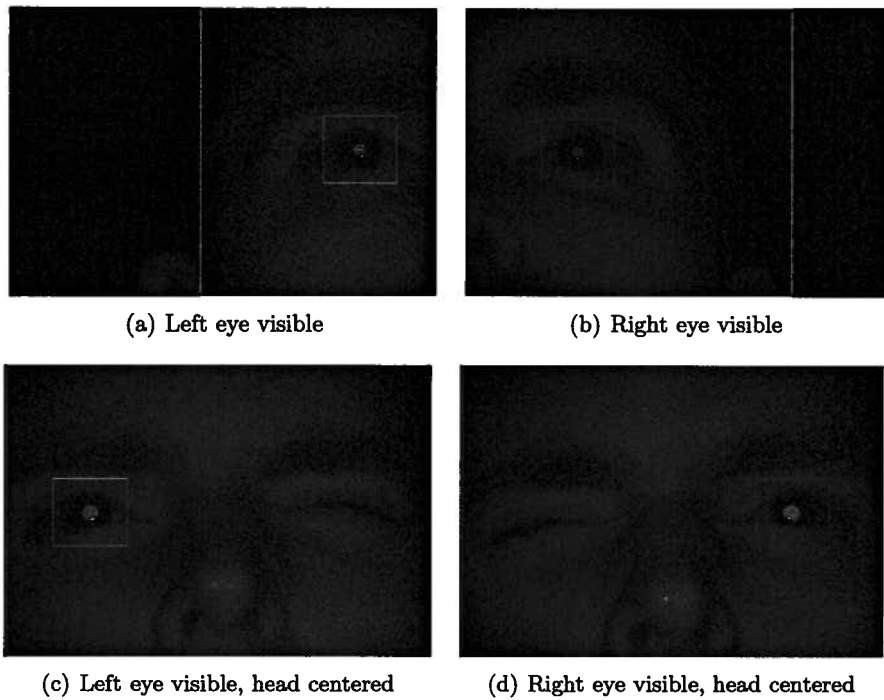 (a) Left eye visible
(b) Right eye visible
(c) Left eye visible, head centered
(d) Right eye visible, head centered